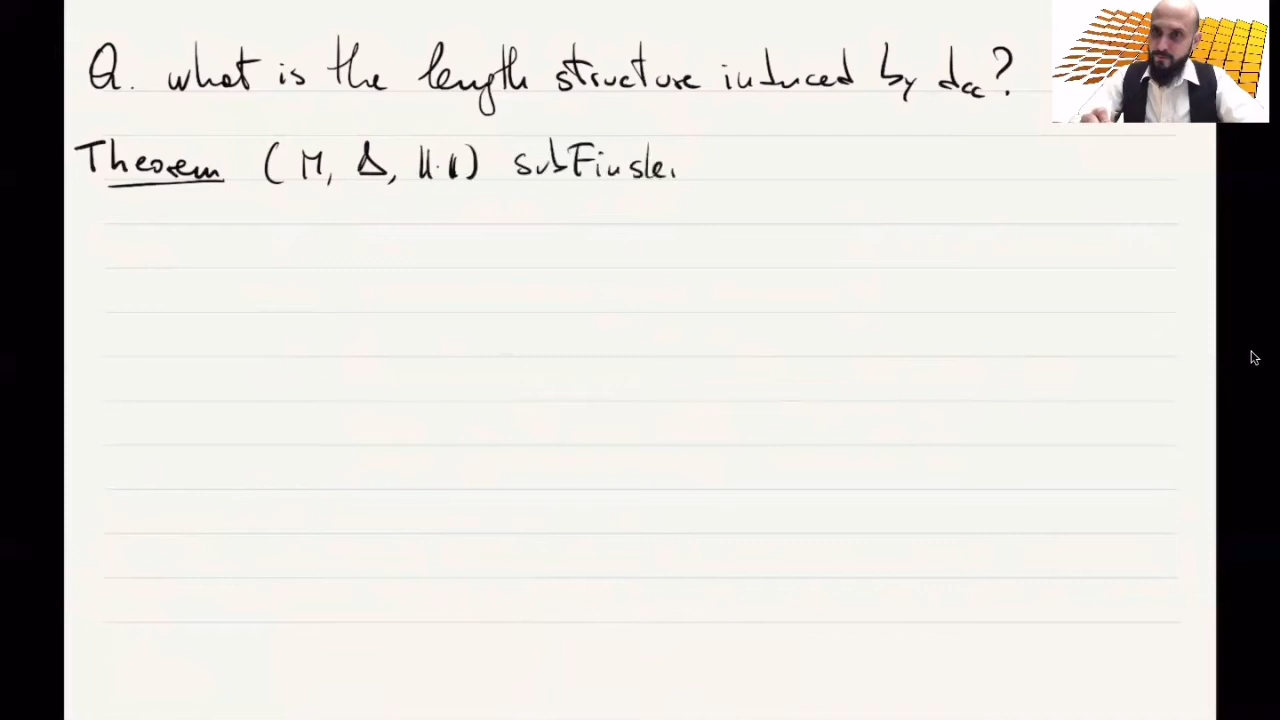 Q. what is the length structure induced by dcc?
Theorem (M, Δ, ||·||) subFinsler